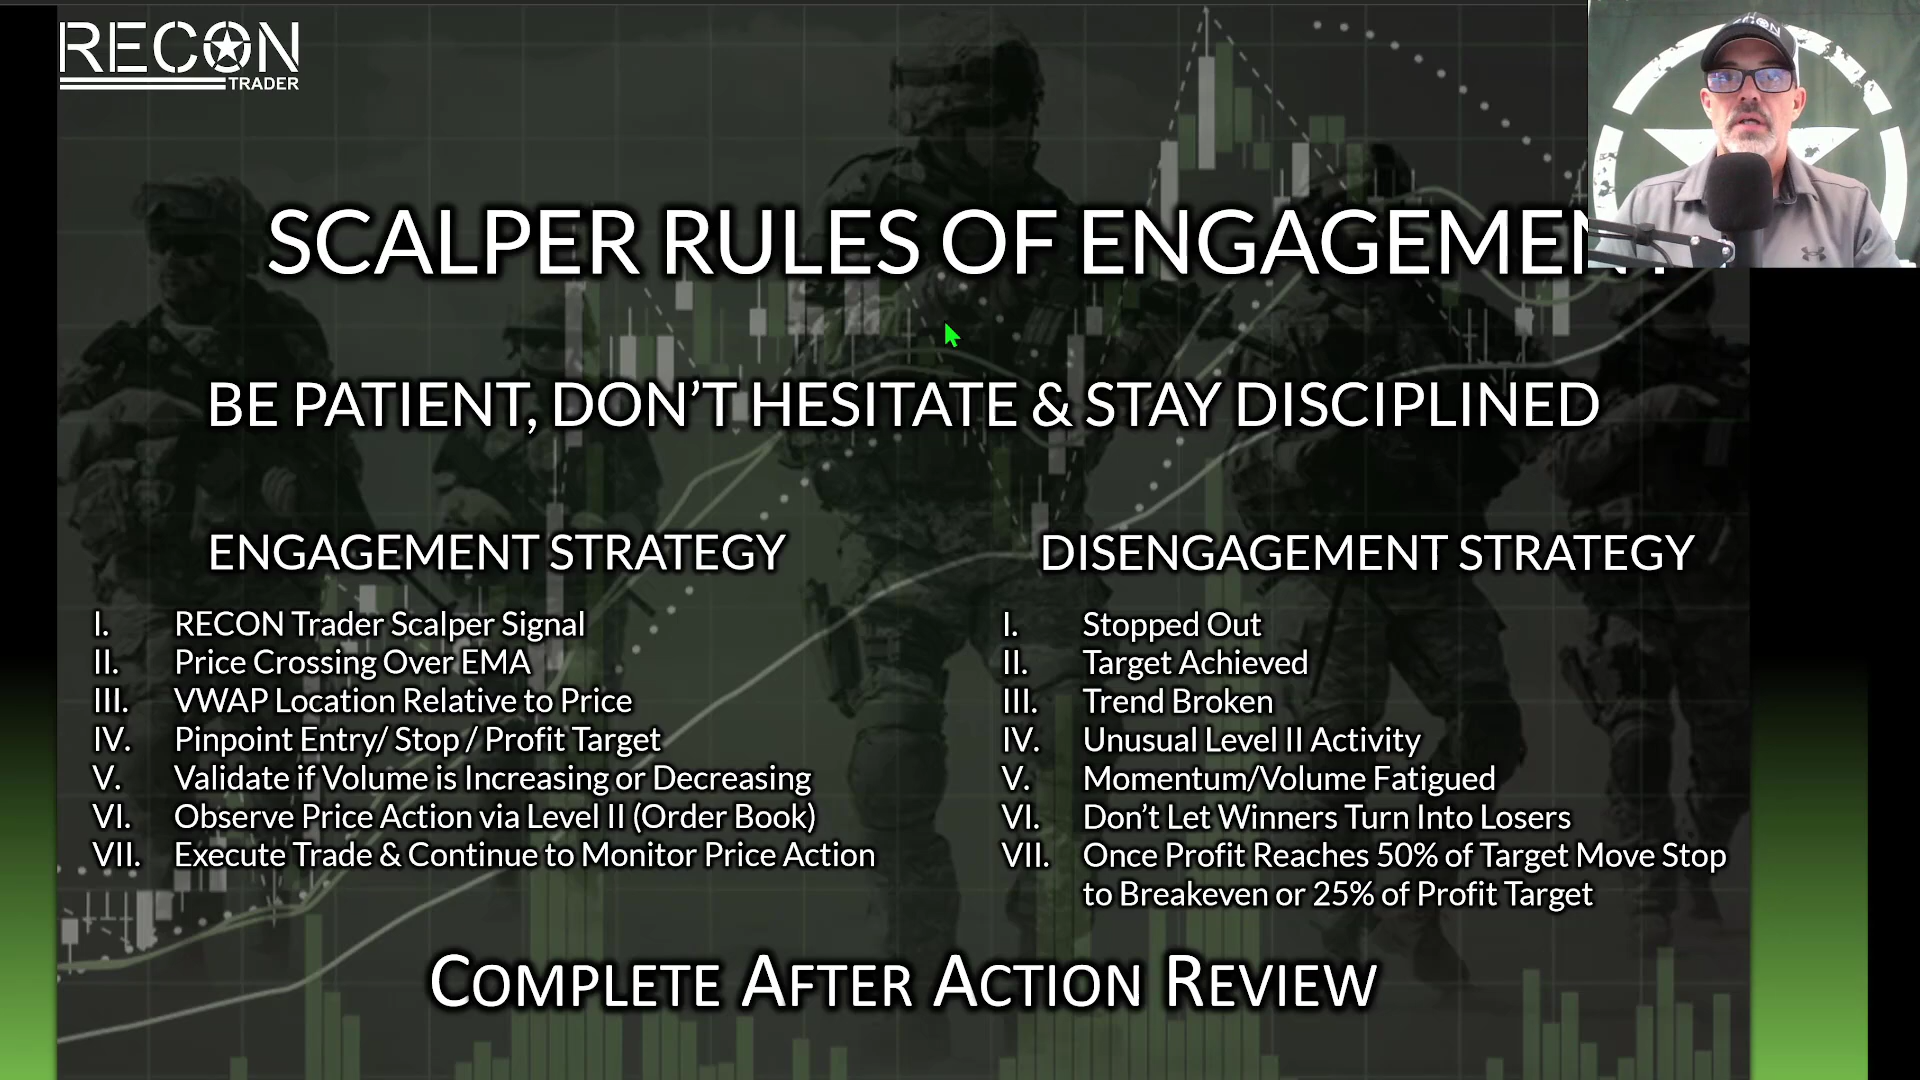 RECON
TRADER
SCALPER RULES OF ENGAGEMEN
BE PATIENT, DON'T HESITATE & STAY DISCIPLINED
ENGAGEMENT STRATEGY
I. RECON Trader Scalper Signal
II. Price Crossing Over EMA
III. VWAP Location Relative to Price
IV. Pinpoint Entry/ Stop / Profit Target
V. Validate if Volume is Increasing or Decreasing
VI. Observe Price Action via Level II (Order Book)
VII. Execute Trade & Continue to Monitor Price Action
DISENGAGEMENT STRATEGY
I. Stopped Out
II. Target Achieved
III. Trend Broken
IV. Unusual Level II Activity
V. Momentum/Volume Fatigued
VI. Don't Let Winners Turn Into Losers
VII. Once Profit Reaches 50% of Target Move Stop
to Breakeven or 25% of Profit Target
COMPLETE AFTER ACTION REVIEW